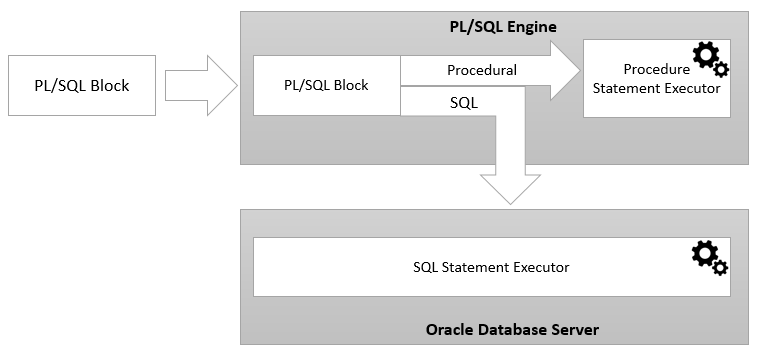 PL/SQL Engine
PL/SQL Block
PL/SQL Block
Procedural
SQL
Procedure
Statement Executor
SQL Statement Executor
Oracle Database Server